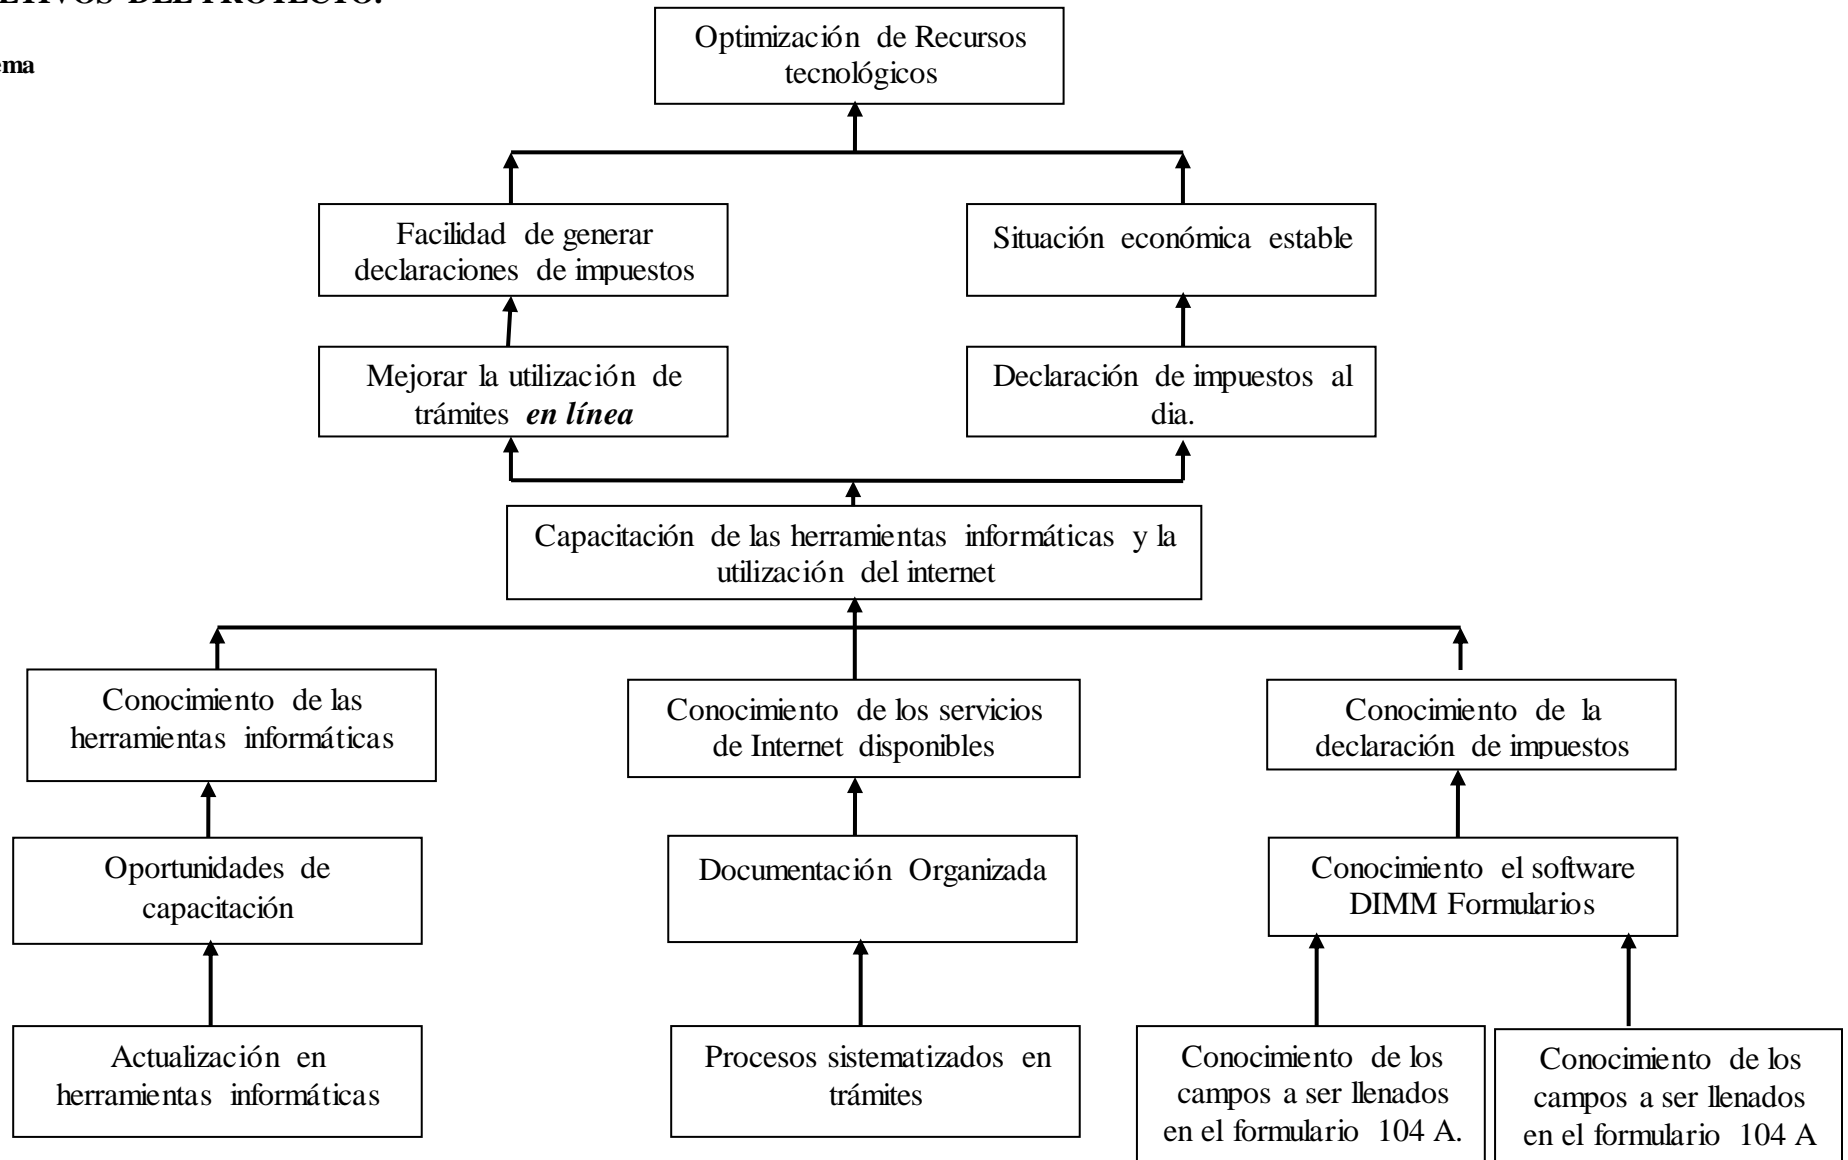 Optimización de Recursos
tecnológicos
Facilidad de generar
declaraciones de impuestos
Situación económica estable
Mejorar la utilización de
trámites en línea
Declaración de impuestos al
dia.
Capacitación de las herramientas informáticas y la
utilización del internet
Conocimiento de las
herramientas informáticas
Conocimiento de los servicios
de Internet disponibles
Conocimiento de la
declaración de impuestos
Oportunidades de
capacitación
Documentación Organizada
Conocimiento el software
DIMM Formularios
Actualización en
herramientas informáticas
Procesos sistematizados en
trámites
Conocimiento de los
campos a ser llenados
en el formulario 104 A.
Conocimiento de los
campos a ser llenados
en el formulario 104 A